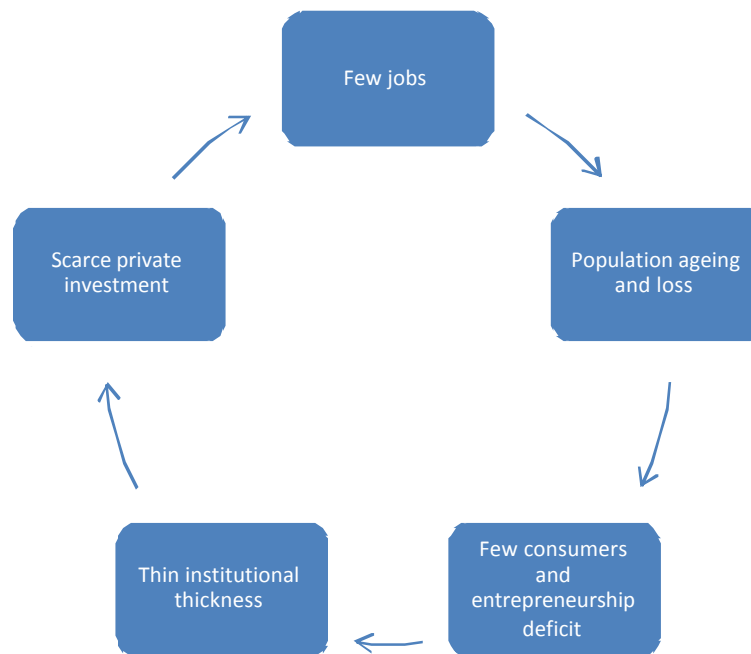 Few jobs
Population ageing
and loss
Few consumers
and
entrepreneurship
deficit
Thin institutional
thickness
Scarce private
investment